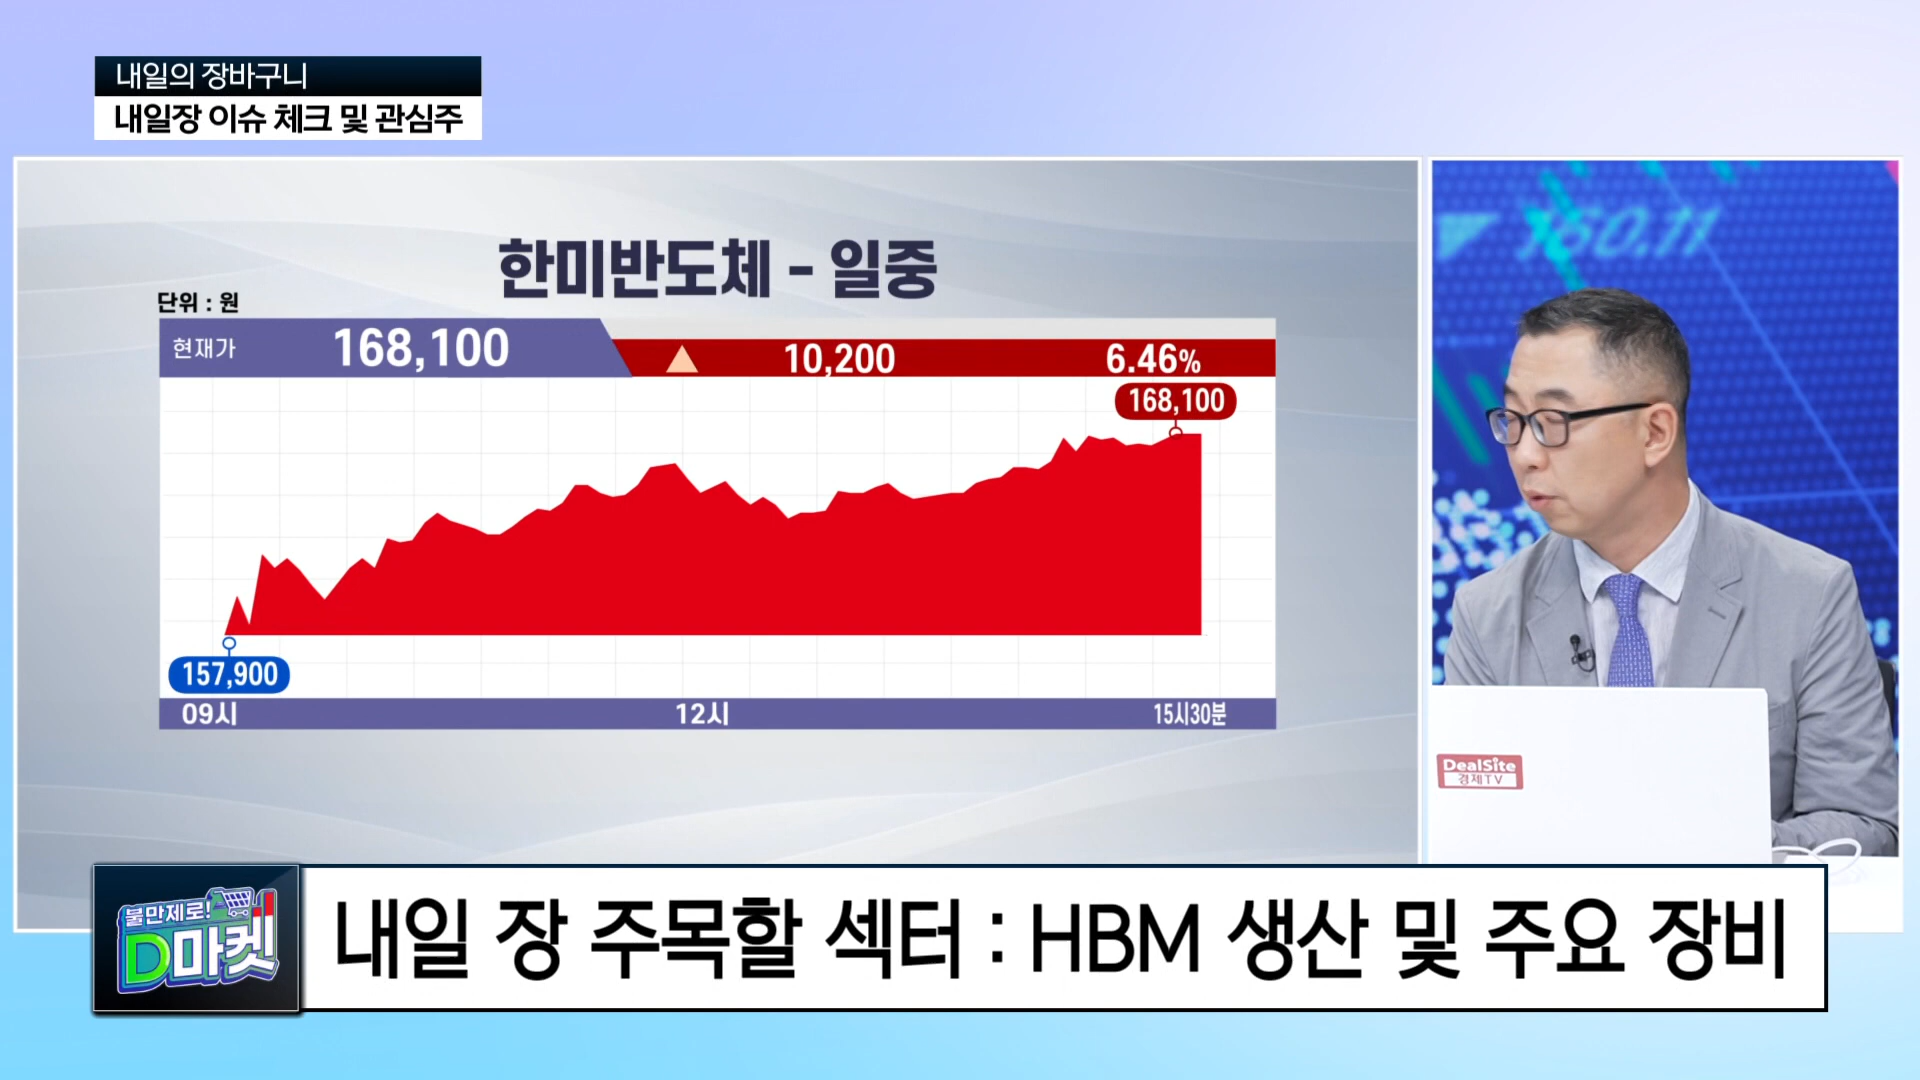 내일의 장바구니
내일장 이슈 체크 및 관심주
한미반도체 - 일중
단위 : 원
현재가 168,100 ▲ 10,200 6.46%
168,100
157,900
09시 12시 15시30분
160.11
DealSite
경제TV
불만제로!
D마켓
내일 장 주목할 섹터 : HBM 생산 및 주요 장비